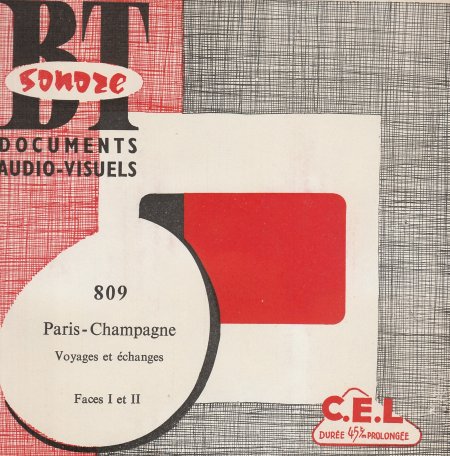 BT
sonore
DOCUMENTS
AUDIO-VISUELS
809
Paris-Champagne
Voyages et échanges
Faces I et II
C.E.L
DURÉE 45t/m PROLONGÉE